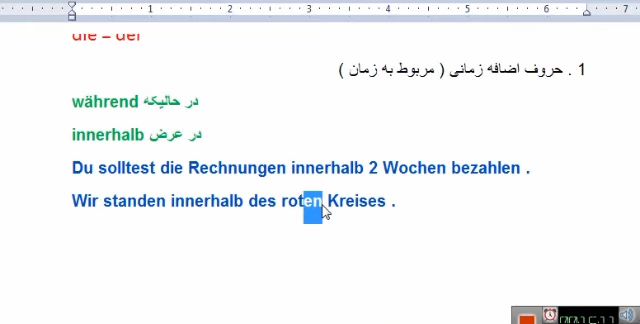 die = der
1 . حروف اضافه زمانی ( مربوط به زمان )
während در حالیکه
innerhalb در عرض
Du solltest die Rechnungen innerhalb 2 Wochen bezahlen .
Wir standen innerhalb des roten Kreises .